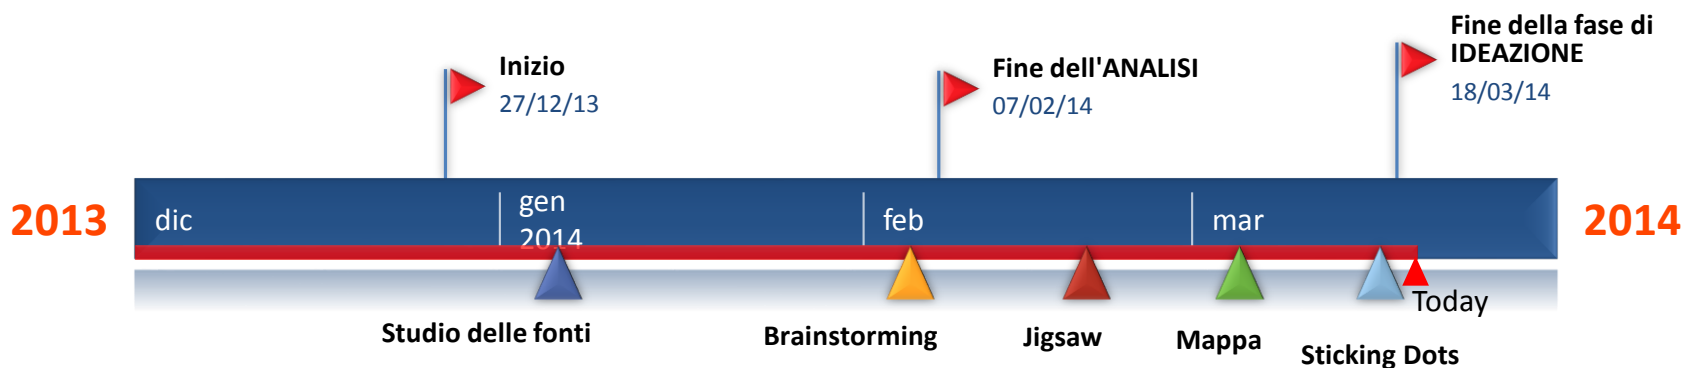 Inizio
27/12/13
Fine dell'ANALISI
07/02/14
Fine della fase di
IDEAZIONE
18/03/14
2013
dic
gen
2014
feb
mar
2014
Today
Studio delle fonti
Brainstorming
Jigsaw
Mappa
Sticking Dots